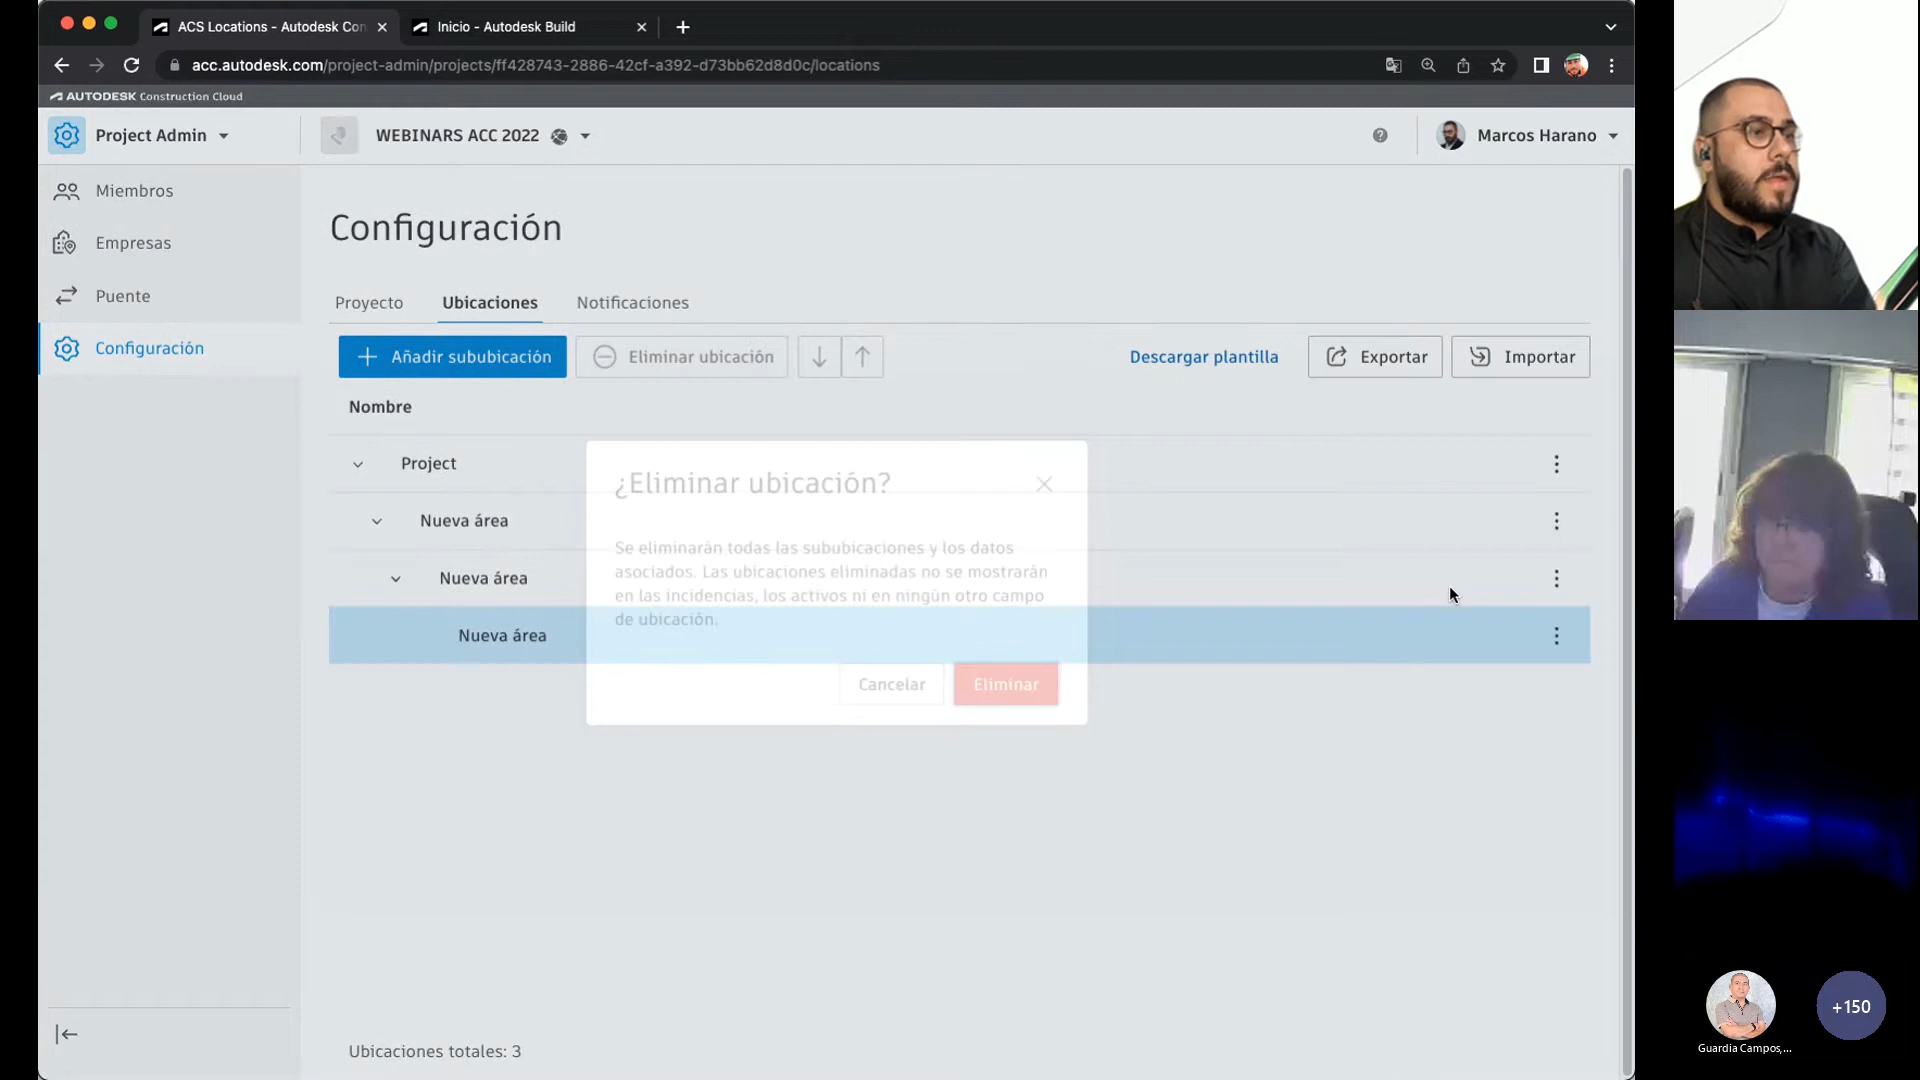 ACS Locations - Autodesk Con
Inicio - Autodesk Build
acc.autodesk.com/project-admin/projects/ff428743-2886-42cf-a392-d73bb62d8d0c/locations
AUTODESK Construction Cloud
Project Admin
WEBINARS ACC 2022
Marcos Harano
Miembros
Empresas
Puente
Configuración
Configuración
Proyecto
Ubicaciones
Notificaciones
Añadir sububicación
Eliminar ubicación
Descargar plantilla
Exportar
Importar
Nombre
Project
Nueva área
Nueva área
Nueva área
¿Eliminar ubicación?
Se eliminarán todas las sububicaciones y los datos
asociados. Las ubicaciones eliminadas no se mostrarán
en las incidencias, los activos ni en ningún otro campo
de ubicación.
Cancelar
Eliminar
Ubicaciones totales: 3
+150
Guardia Campos,...